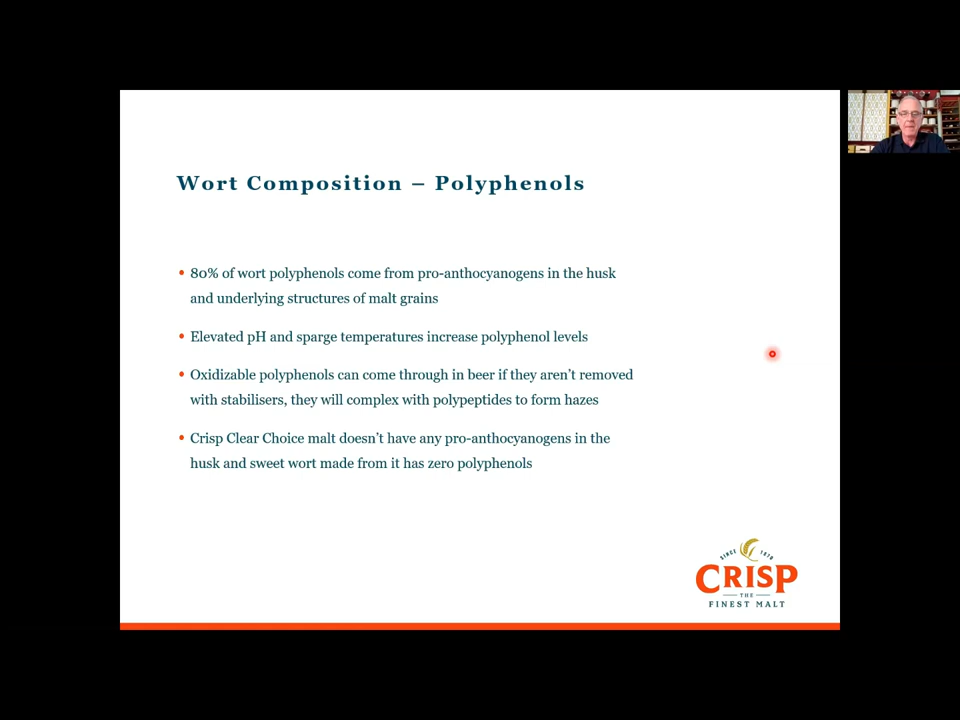 Wort Composition – Polyphenols
• 80% of wort polyphenols come from pro-anthocyanogens in the husk
and underlying structures of malt grains
• Elevated pH and sparge temperatures increase polyphenol levels
• Oxidizable polyphenols can come through in beer if they aren't removed
with stabilisers, they will complex with polypeptides to form hazes
• Crisp Clear Choice malt doesn't have any pro-anthocyanogens in the
husk and sweet wort made from it has zero polyphenols
SINCE 1870
CRISP
THE
FINEST MALT